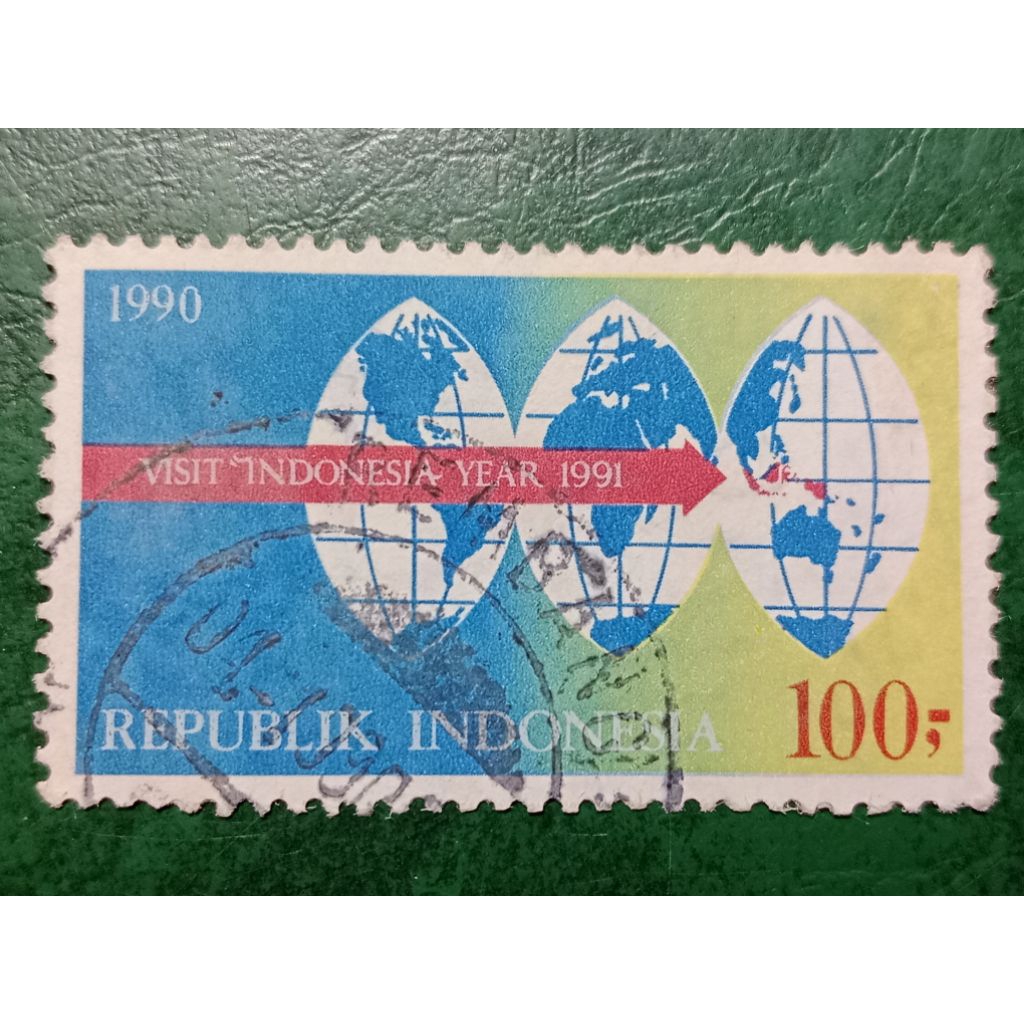 1990
VISIT INDONESIA YEAR 1991
REPUBLIK INDONESIA
100,-